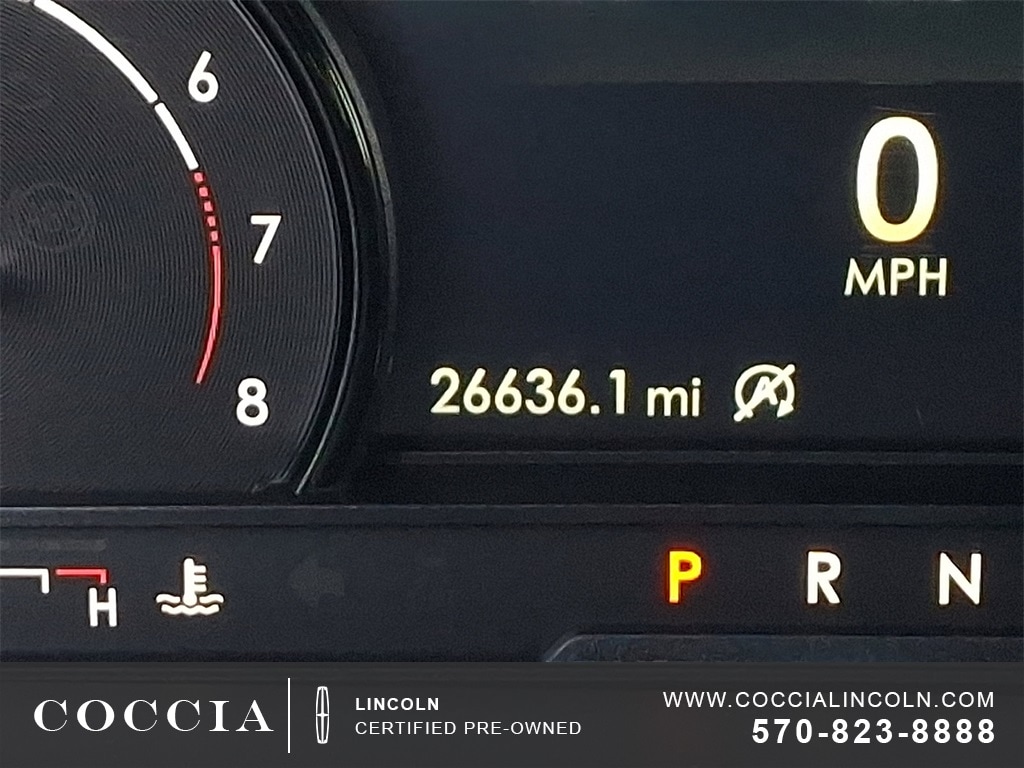 6
7
8
0
MPH
26636.1 mi
A
H
P R N
COCCIA
LINCOLN
CERTIFIED PRE-OWNED
WWW.COCCIALINCOLN.COM
570-823-8888